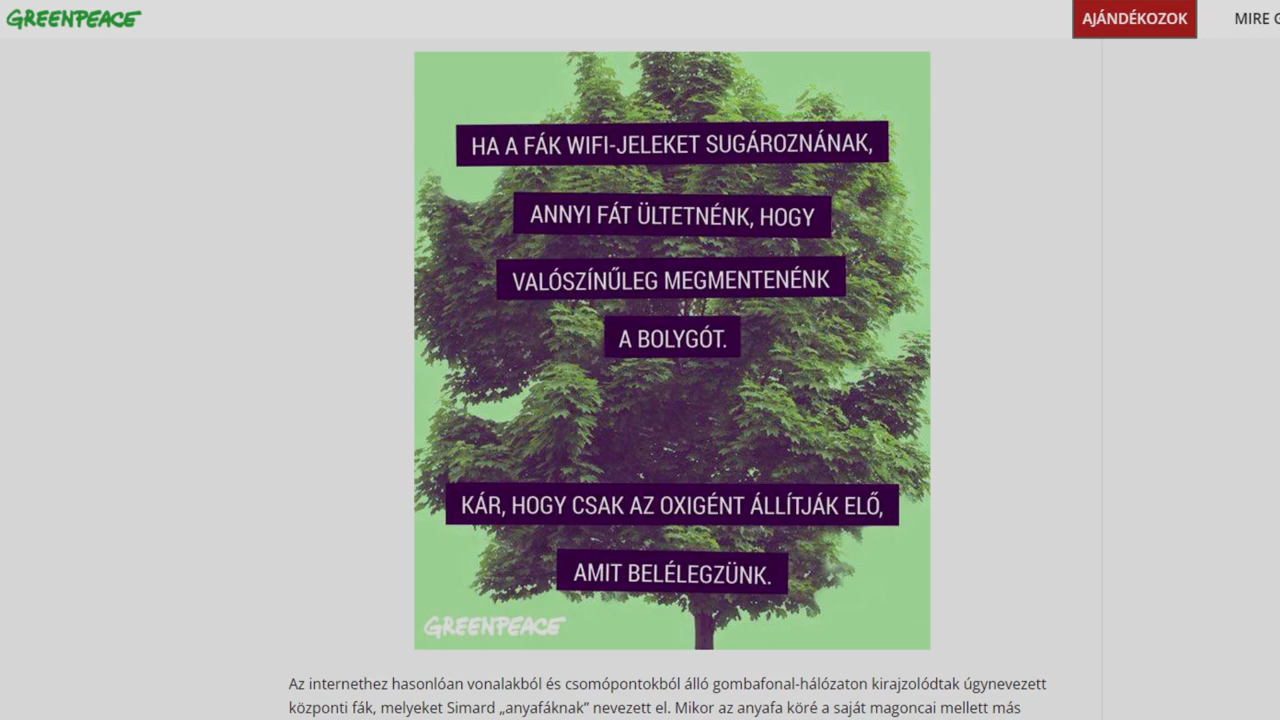 GREENPEACE
AJÁNDÉKOZOK
MIRE
HA A FÁK WIFI-JELEKET SUGÁROZNÁNAK,
ANNYI FÁT ÜLTETNÉNK, HOGY
VALÓSZÍNŰLEG MEGMENTENÉNK
A BOLYGÓT.
KÁR, HOGY CSAK AZ OXIGÉNT ÁLLÍTJÁK ELŐ,
AMIT BELÉLEGZÜNK.
GREENPEACE
Az internethez hasonlóan vonalakból és csomópontokból álló gombafonal-hálózaton kirajzolódtak úgynevezett
központi fák, melyeket Simard „anyafáknak” nevezett el. Mikor az anyafa köré a saját magoncai mellett más